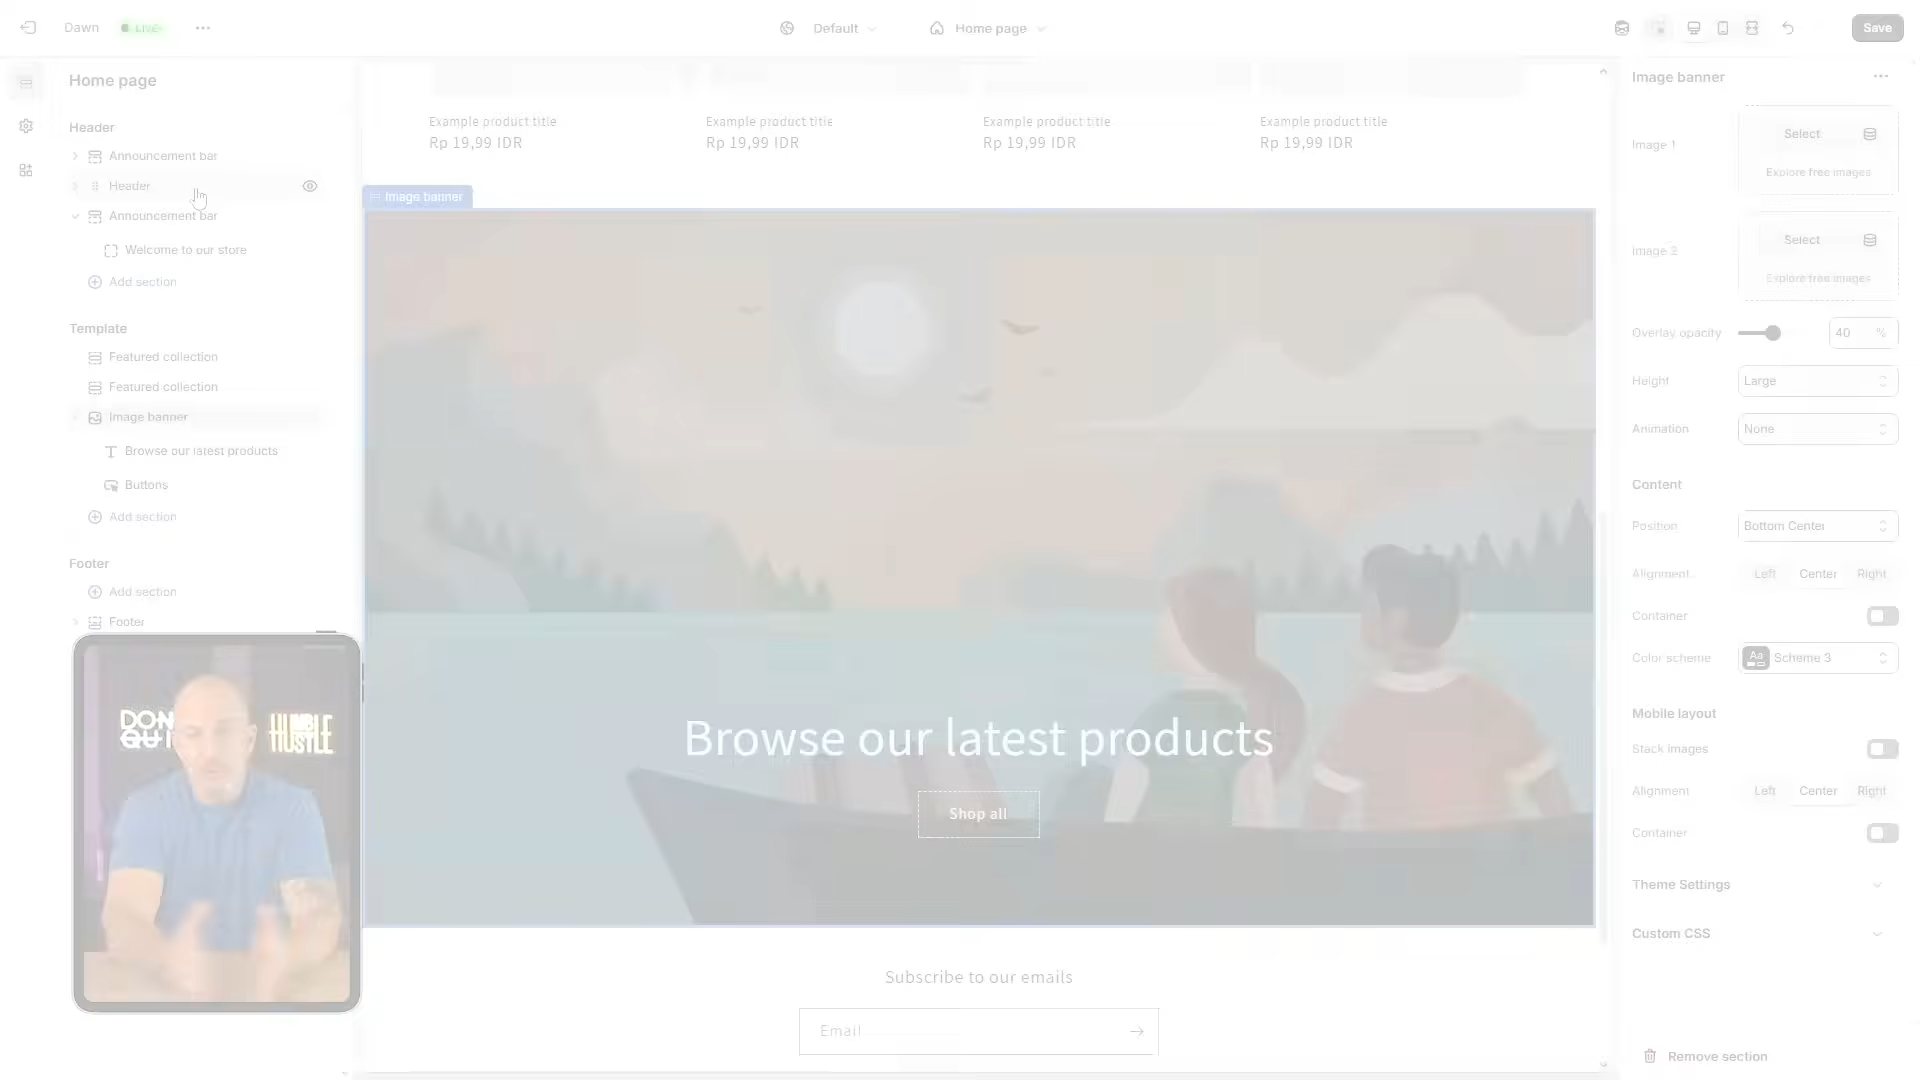 Dawn
LIVE
Default
Home page
Save
Home page
Header
Announcement bar
Header
Announcement bar
Welcome to our store
Add section
Template
Featured collection
Featured collection
Image banner
Browse our latest products
Buttons
Add section
Footer
Add section
Footer
Example product title
Rp 19,99 IDR
Example product title
Rp 19,99 IDR
Example product title
Rp 19,99 IDR
Example product title
Rp 19,99 IDR
Image banner
Browse our latest products
Shop all
Subscribe to our emails
Email
HUMBLE
HUSTLE
Image banner
Image 1
Select
Explore free images
Image 2
Select
Explore free images
Overlay opacity
40 %
Height
Large
Animation
None
Content
Position
Bottom Center
Alignment
Left Center Right
Container
Color scheme
Aa
Scheme 3
Mobile layout
Stack images
Alignment
Left Center Right
Container
Theme Settings
Custom CSS
Remove section